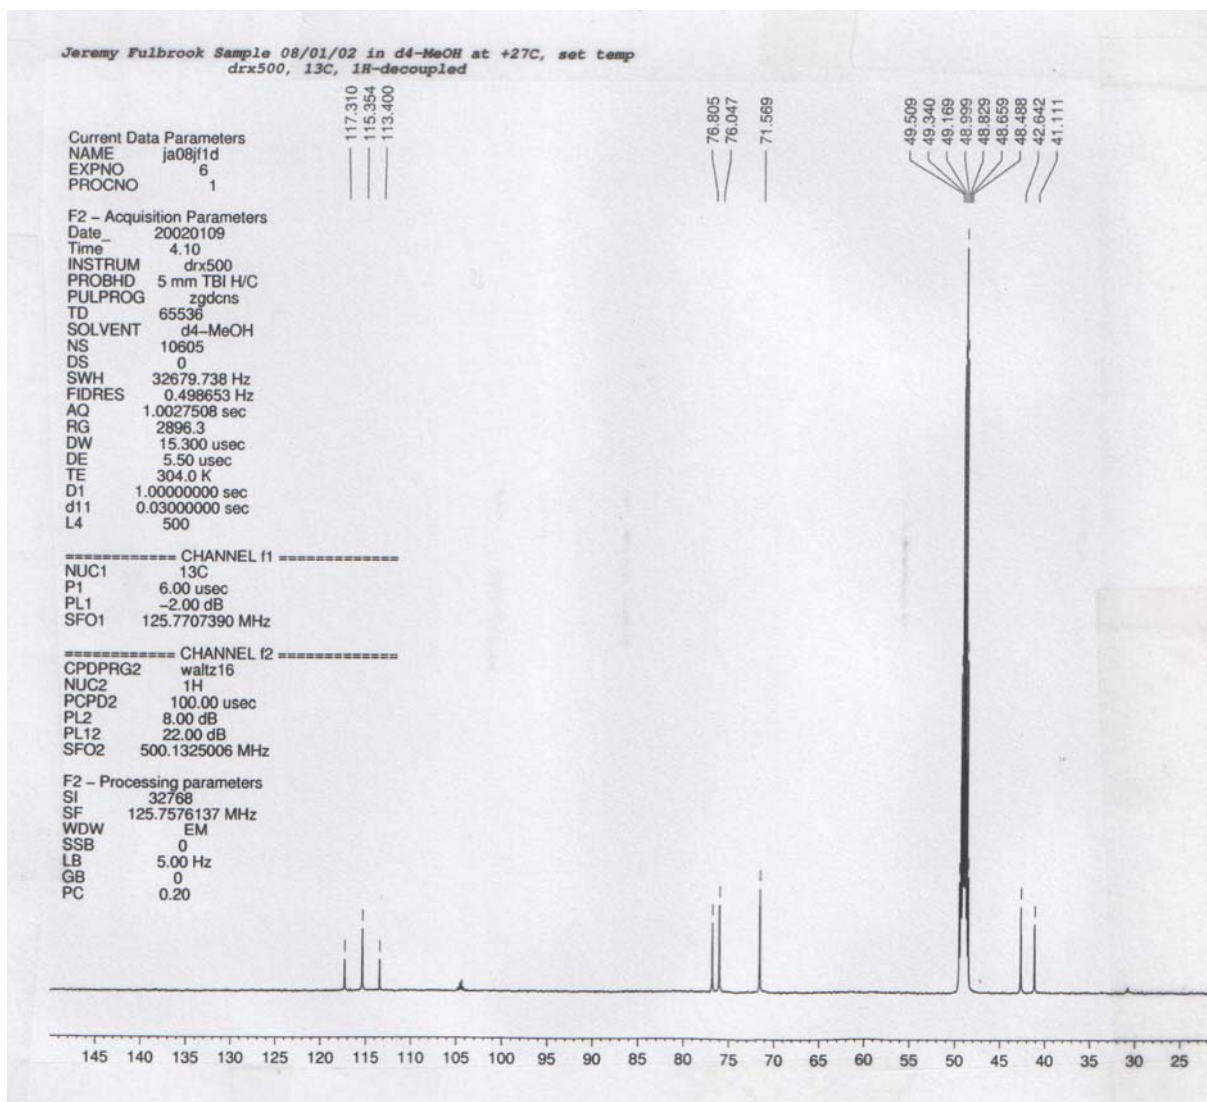 Jeremy Fulbrook Sample 08/01/02 in d4-MeOH at +27C, set temp
drx500, 13C, 1H-decoupled
117.310
115.354
113.400
76.805
76.047
71.569
49.509
49.340
49.169
48.999
48.829
48.659
48.488
42.642
41.111
Current Data Parameters
NAME ja08jf1d
EXPNO 6
PROCNO 1
F2 – Acquisition Parameters
Date_ 20020109
Time 4.10
INSTRUM drx500
PROBHD 5 mm TBI H/C
PULPROG zgdcns
TD 65536
SOLVENT d4–MeOH
NS 10605
DS 0
SWH 32679.738 Hz
FIDRES 0.498653 Hz
AQ 1.0027508 sec
RG 2896.3
DW 15.300 usec
DE 5.50 usec
TE 304.0 K
D1 1.00000000 sec
d11 0.03000000 sec
L4 500
============ CHANNEL f1 =============
NUC1 13C
P1 6.00 usec
PL1 –2.00 dB
SFO1 125.7707390 MHz
============ CHANNEL f2 =============
CPDPRG2 waltz16
NUC2 1H
PCPD2 100.00 usec
PL2 8.00 dB
PL12 22.00 dB
SFO2 500.1325006 MHz
F2 – Processing parameters
SI 32768
SF 125.7576137 MHz
WDW EM
SSB 0
LB 5.00 Hz
GB 0
PC 0.20
145 140 135 130 125 120 115 110 105 100 95 90 85 80 75 70 65 60 55 50 45 40 35 30 25